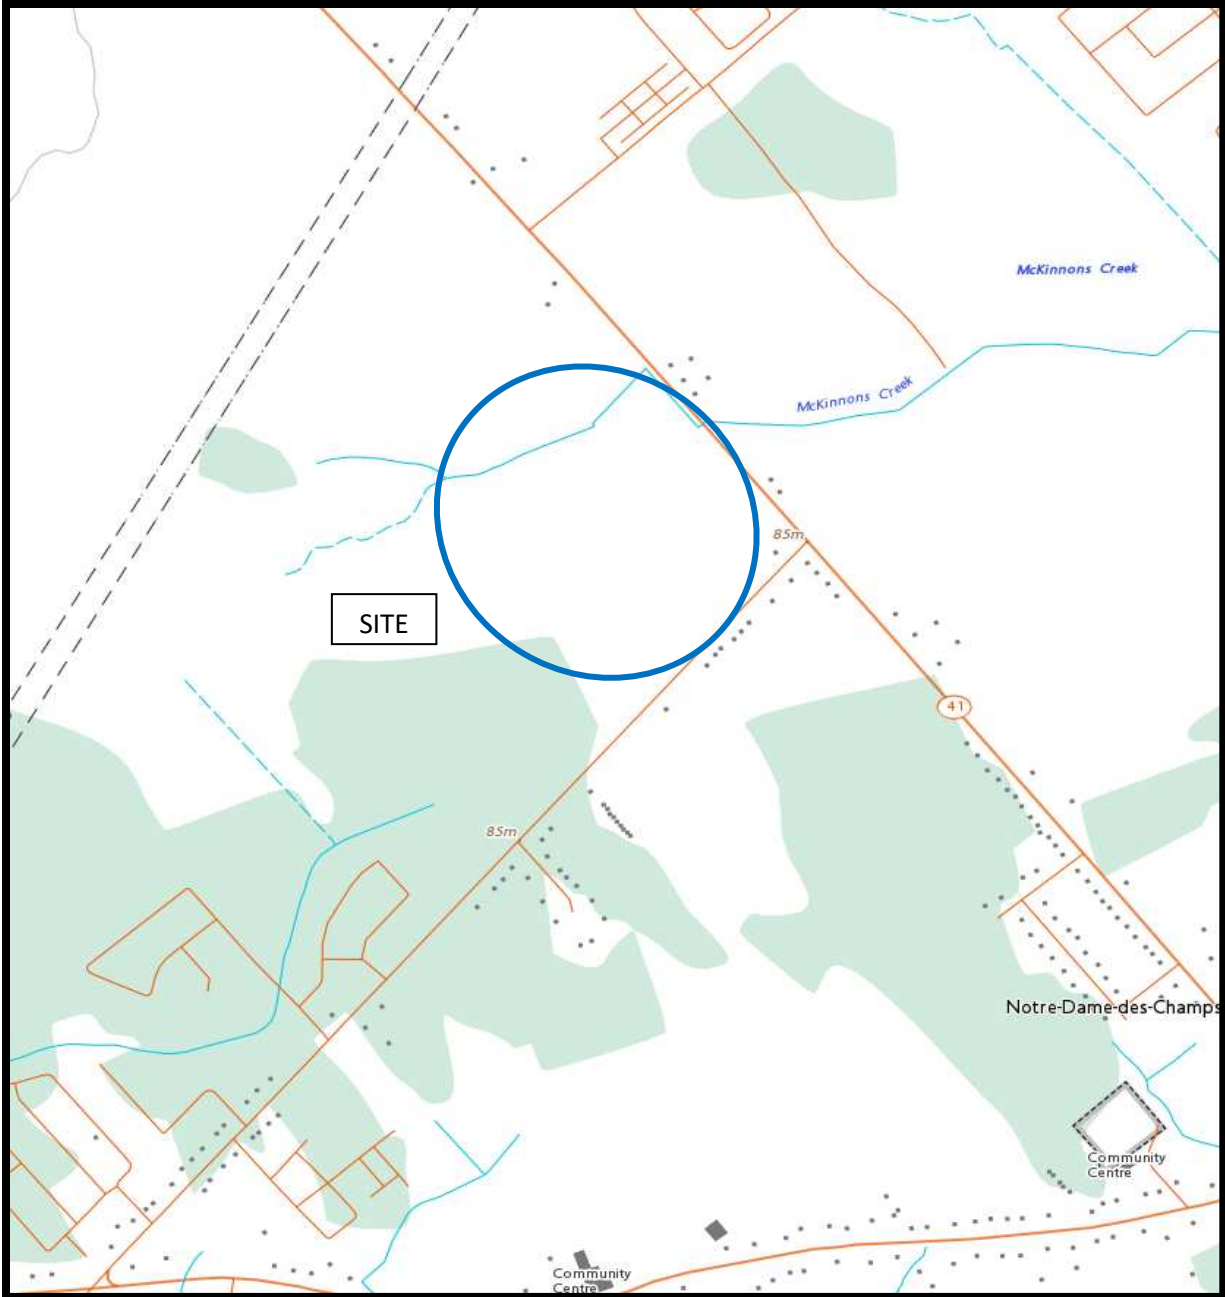 McKinnons Creek
McKinnons Creek
85m
SITE
41
85m
Notre-Dame-des-Champs
Community
Centre
Community
Centre